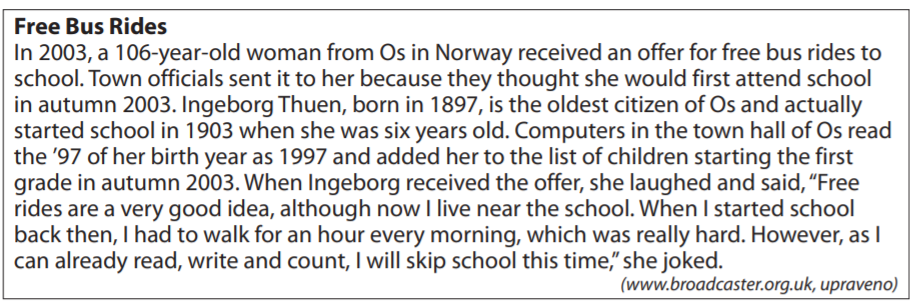 Free Bus Rides
In 2003, a 106-year-old woman from Os in Norway received an offer for free bus rides to
school. Town officials sent it to her because they thought she would first attend school
in autumn 2003. Ingeborg Thuen, born in 1897, is the oldest citizen of Os and actually
started school in 1903 when she was six years old. Computers in the town hall of Os read
the ’97 of her birth year as 1997 and added her to the list of children starting the first
grade in autumn 2003. When Ingeborg received the offer, she laughed and said, “Free
rides are a very good idea, although now I live near the school. When I started school
back then, I had to walk for an hour every morning, which was really hard. However, as I
can already read, write and count, I will skip school this time,” she joked.
(www.broadcaster.org.uk, upraveno)